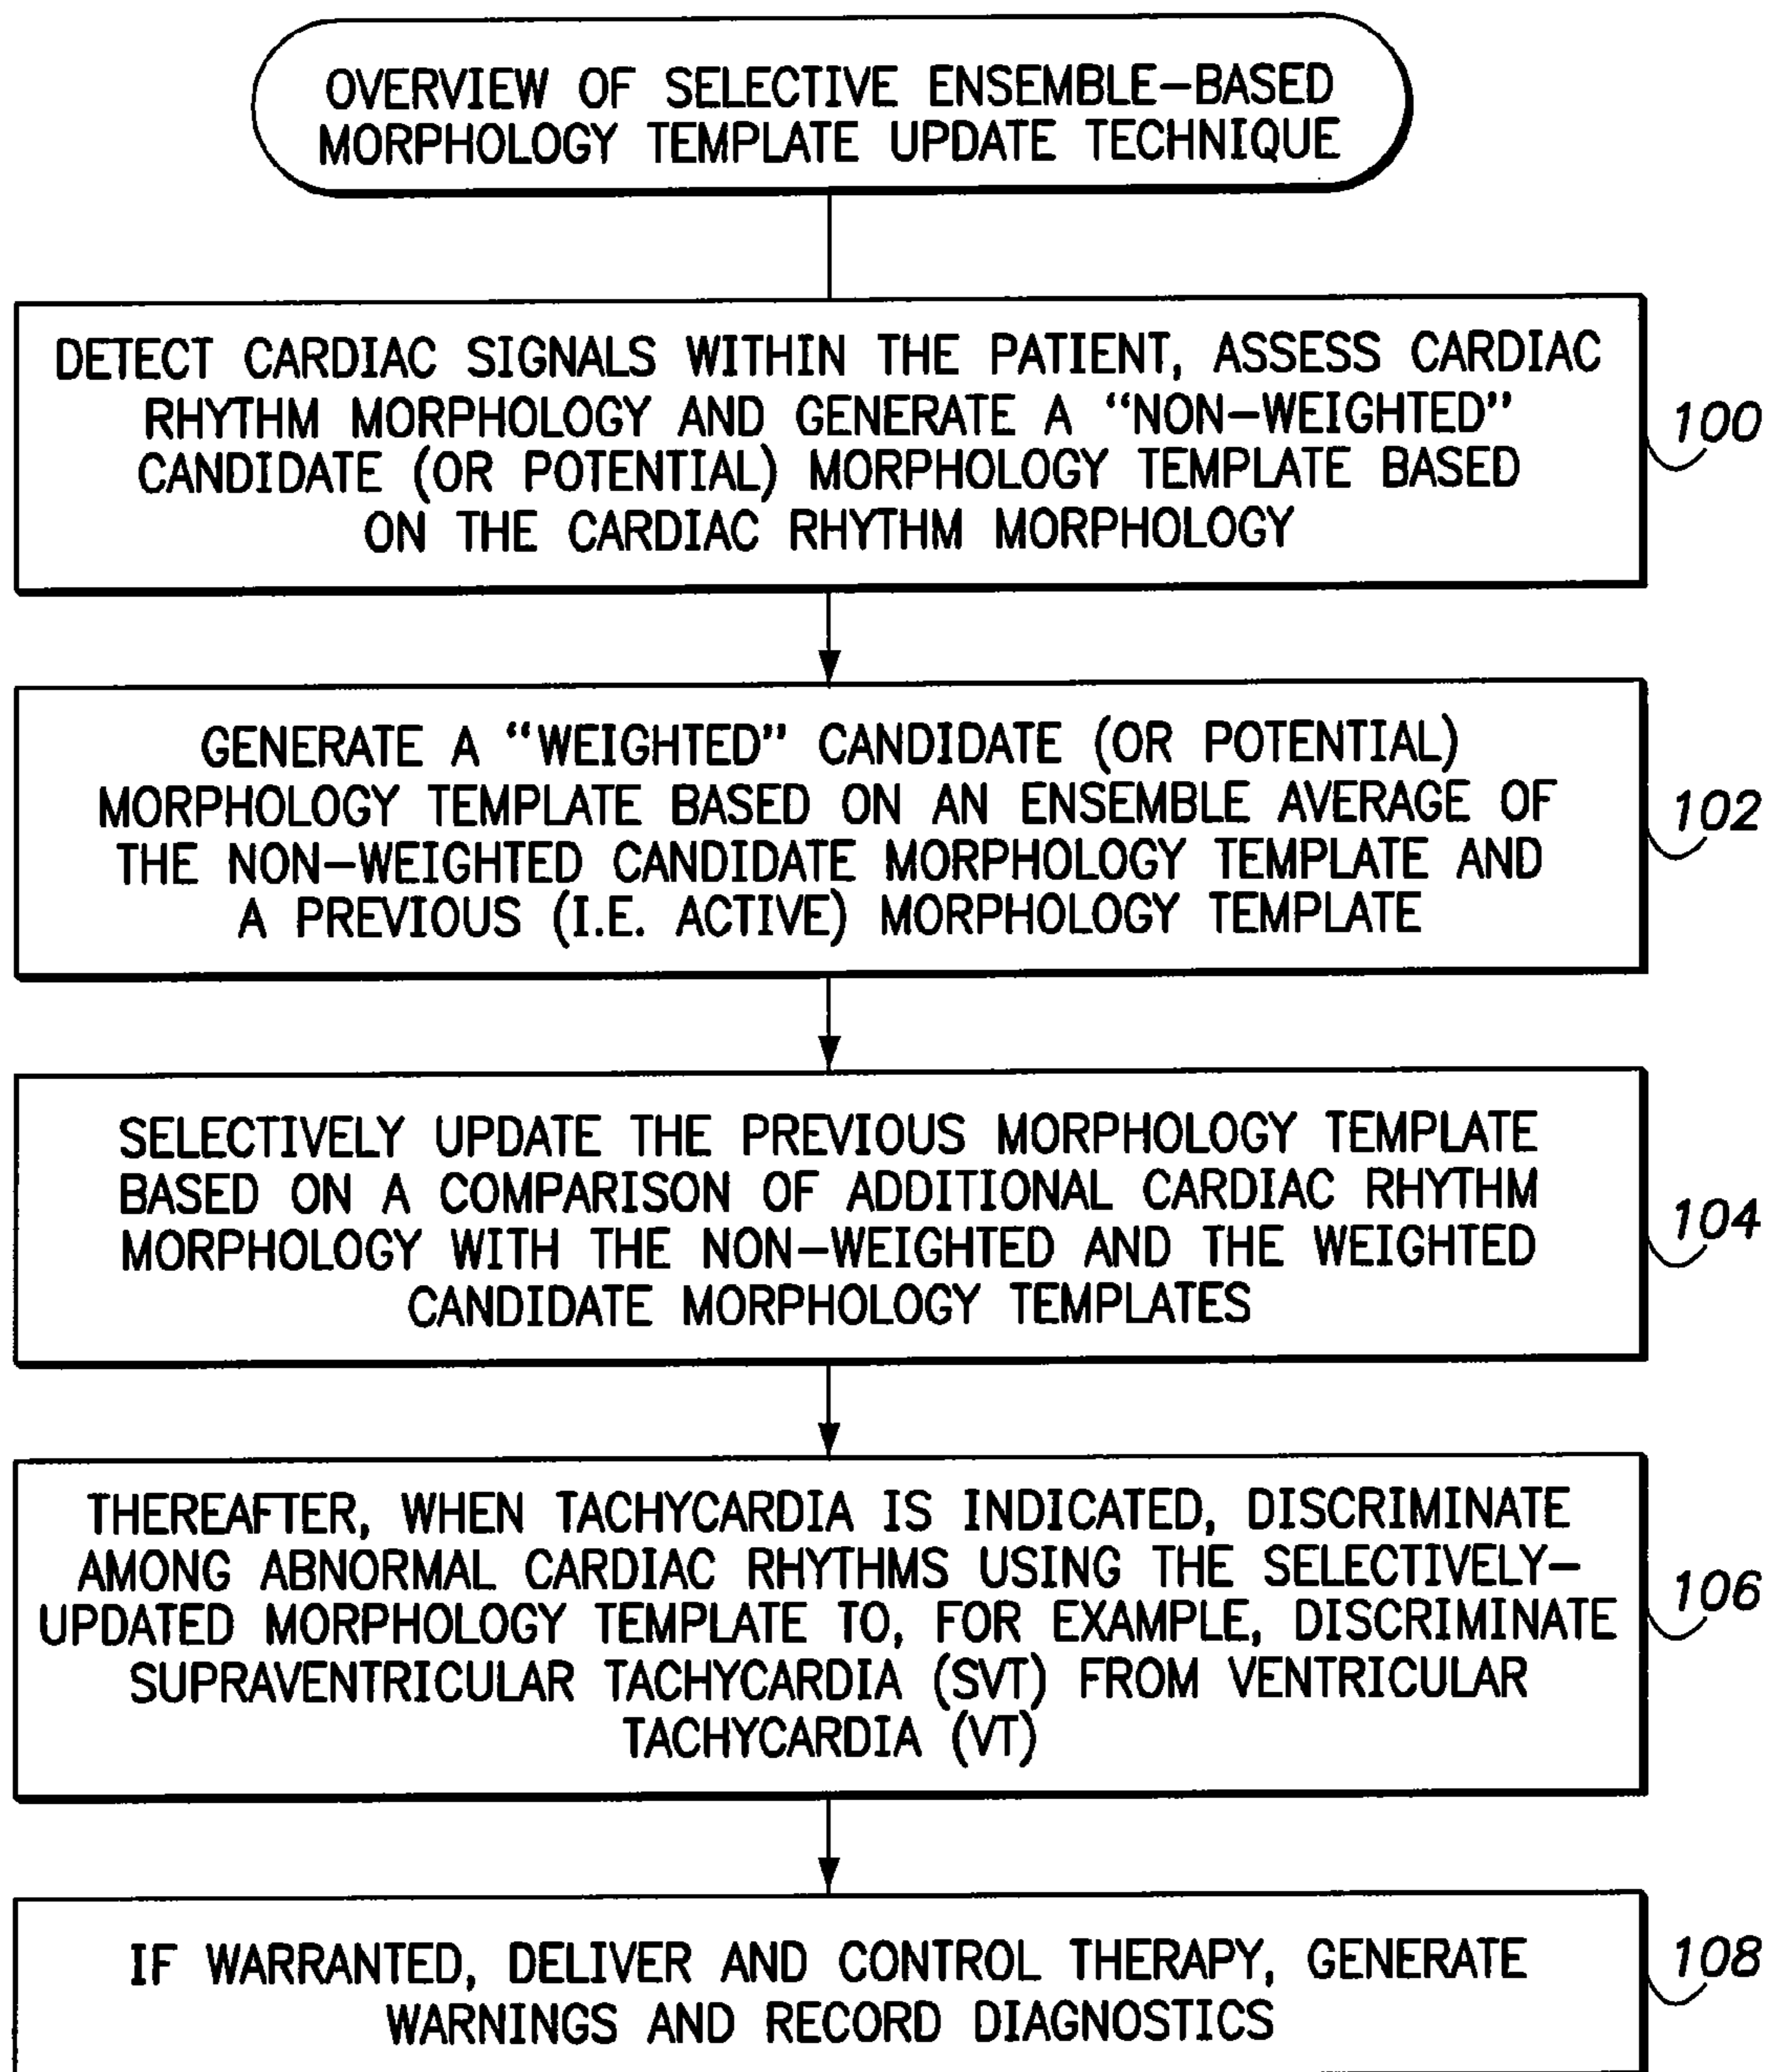 OVERVIEW OF SELECTIVE ENSEMBLE-BASED
MORPHOLOGY TEMPLATE UPDATE TECHNIQUE
DETECT CARDIAC SIGNALS WITHIN THE PATIENT, ASSESS CARDIAC
RHYTHM MORPHOLOGY AND GENERATE A “NON-WEIGHTED”
CANDIDATE (OR POTENTIAL) MORPHOLOGY TEMPLATE BASED
ON THE CARDIAC RHYTHM MORPHOLOGY
100
GENERATE A “WEIGHTED” CANDIDATE (OR POTENTIAL)
MORPHOLOGY TEMPLATE BASED ON AN ENSEMBLE AVERAGE OF
THE NON-WEIGHTED CANDIDATE MORPHOLOGY TEMPLATE AND
A PREVIOUS (I.E. ACTIVE) MORPHOLOGY TEMPLATE
102
SELECTIVELY UPDATE THE PREVIOUS MORPHOLOGY TEMPLATE
BASED ON A COMPARISON OF ADDITIONAL CARDIAC RHYTHM
MORPHOLOGY WITH THE NON-WEIGHTED AND THE WEIGHTED
CANDIDATE MORPHOLOGY TEMPLATES
104
THEREAFTER, WHEN TACHYCARDIA IS INDICATED, DISCRIMINATE
AMONG ABNORMAL CARDIAC RHYTHMS USING THE SELECTIVELY-
UPDATED MORPHOLOGY TEMPLATE TO, FOR EXAMPLE, DISCRIMINATE
SUPRAVENTRICULAR TACHYCARDIA (SVT) FROM VENTRICULAR
TACHYCARDIA (VT)
106
IF WARRANTED, DELIVER AND CONTROL THERAPY, GENERATE
WARNINGS AND RECORD DIAGNOSTICS
108